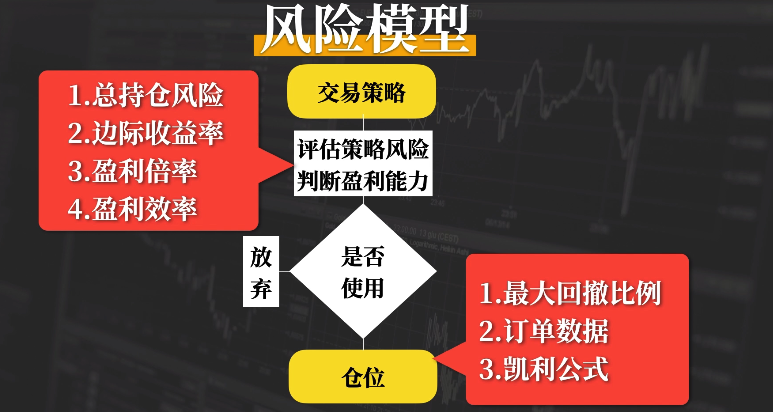 风险模型
交易策略
1.总持仓风险
2.边际收益率
3.盈利倍率
4.盈利效率
评估策略风险
判断盈利能力
放
弃
是否
使用
1.最大回撤比例
2.订单数据
3.凯利公式
仓位